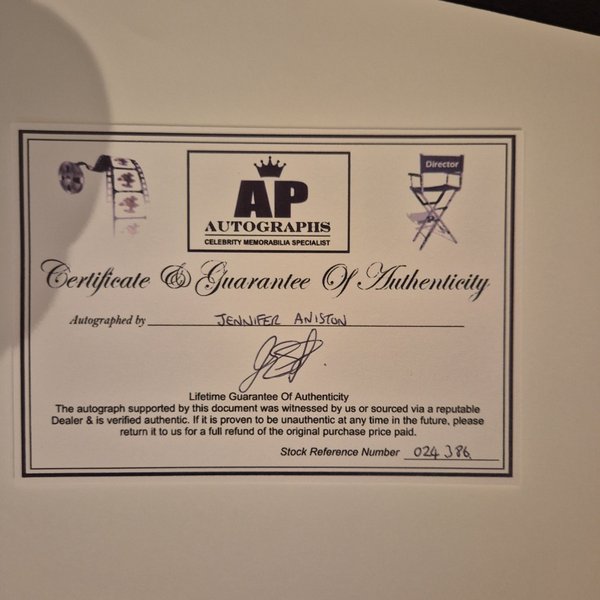 Director
AP
AUTOGRAPHS
CELEBRITY MEMORABILIA SPECIALIST
Certificate & Guarantee Of Authenticity
Autographed by JENNIFER ANISTON
Lifetime Guarantee Of Authenticity
The autograph supported by this document was witnessed by us or sourced via a reputable
Dealer & is verified authentic. If it is proven to be unauthentic at any time in the future, please
return it to us for a full refund of the original purchase price paid.
Stock Reference Number 024 J86